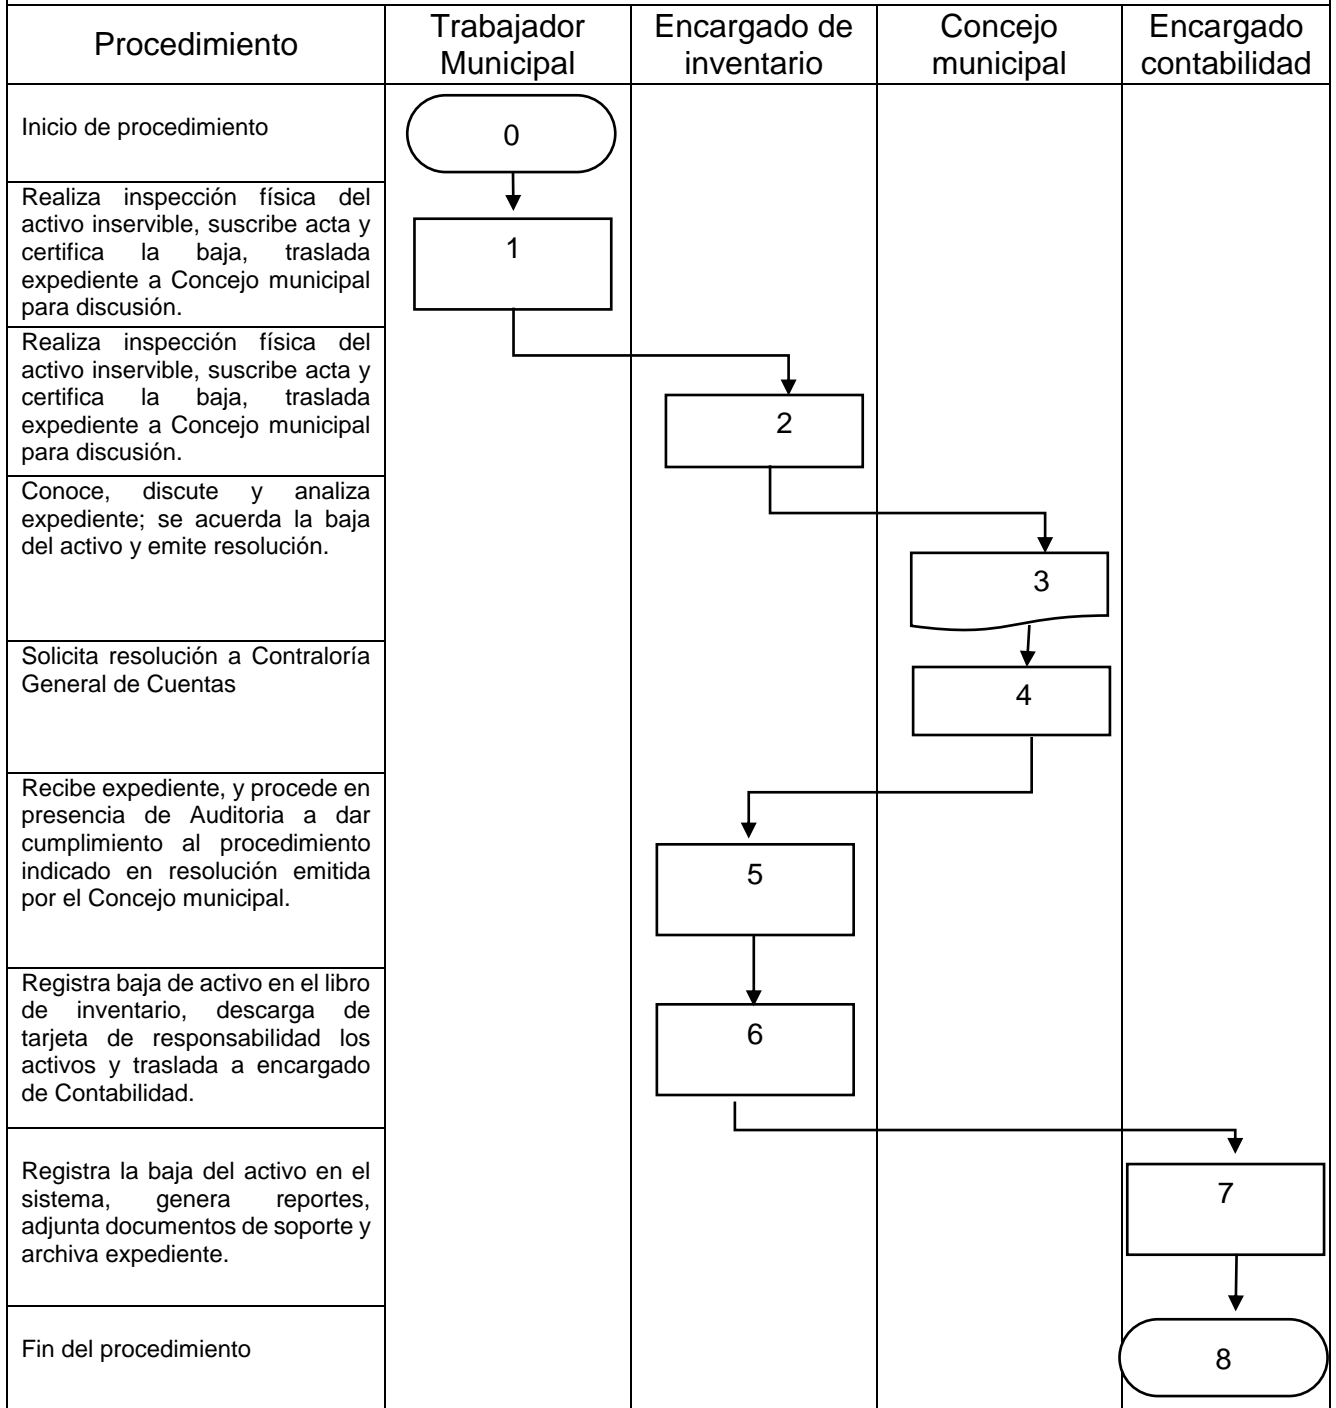 Procedimiento
Trabajador
Municipal
Encargado de
inventario
Concejo
municipal
Encargado
contabilidad
Inicio de procedimiento
0
Realiza inspección física del
activo inservible, suscribe acta y
certifica la baja, traslada
expediente a Concejo municipal
para discusión.
1
Realiza inspección física del
activo inservible, suscribe acta y
certifica la baja, traslada
expediente a Concejo municipal
para discusión.
2
Conoce, discute y analiza
expediente; se acuerda la baja
del activo y emite resolución.
3
Solicita resolución a Contraloría
General de Cuentas
4
Recibe expediente, y procede en
presencia de Auditoria a dar
cumplimiento al procedimiento
indicado en resolución emitida
por el Concejo municipal.
5
Registra baja de activo en el libro
de inventario, descarga de
tarjeta de responsabilidad los
activos y traslada a encargado
de Contabilidad.
6
Registra la baja del activo en el
sistema, genera reportes,
adjunta documentos de soporte y
archiva expediente.
7
Fin del procedimiento
8